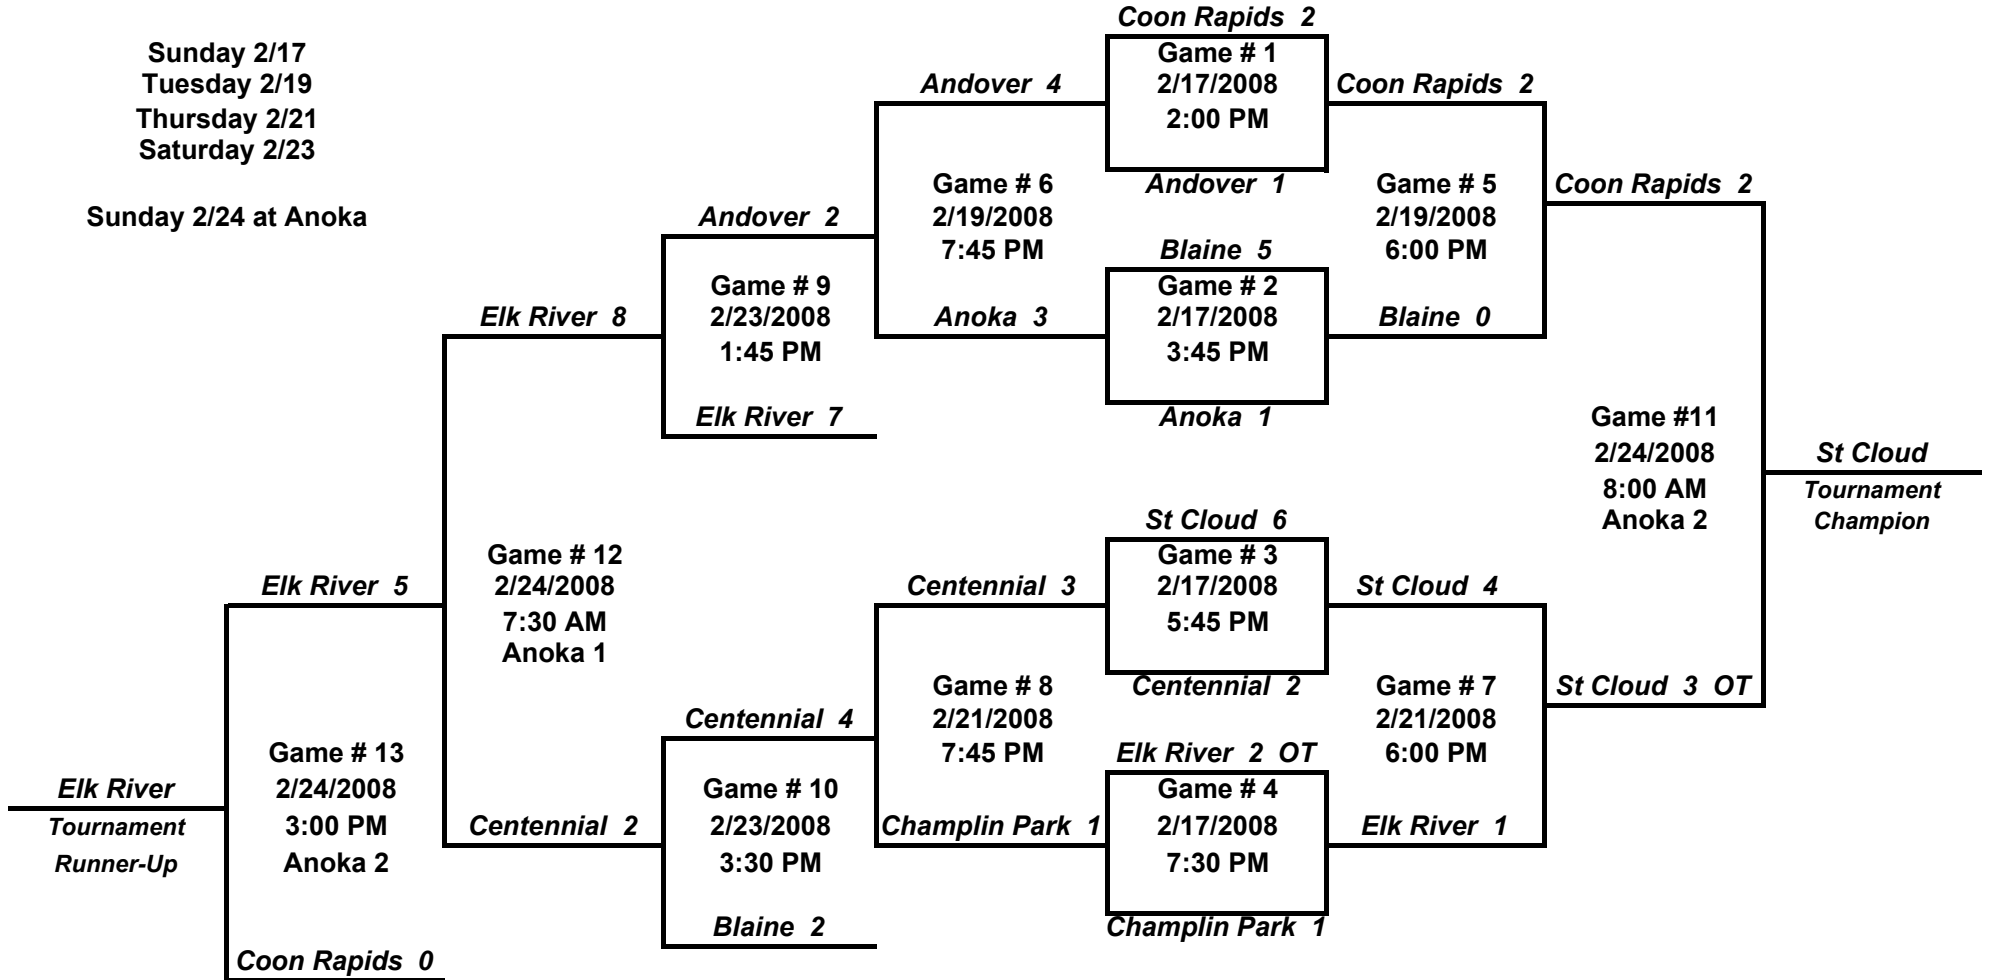 Coon Rapids 2
Sunday 2/17
Tuesday 2/19
Thursday 2/21
Saturday 2/23
Sunday 2/24 at Anoka
Game # 1
2/17/2008
2:00 PM
Andover 4
Coon Rapids 2
Andover 1
Game # 6
2/19/2008
7:45 PM
Game # 5
2/19/2008
6:00 PM
Coon Rapids 2
Andover 2
Blaine 5
Game # 2
2/17/2008
3:45 PM
Game # 9
2/23/2008
1:45 PM
Elk River 8
Anoka 3
Blaine 0
Elk River 7
Anoka 1
Game #11
2/24/2008
8:00 AM
Anoka 2
St Cloud
Tournament
Champion
St Cloud 6
Game # 3
2/17/2008
5:45 PM
Game # 12
2/24/2008
7:30 AM
Anoka 1
Elk River 5
Centennial 3
St Cloud 4
Centennial 2
Game # 8
2/21/2008
7:45 PM
Game # 7
2/21/2008
6:00 PM
St Cloud 3 OT
Centennial 4
Elk River 2 OT
Game # 4
2/17/2008
7:30 PM
Game # 13
2/24/2008
3:00 PM
Anoka 2
Elk River
Tournament
Runner-Up
Game # 10
2/23/2008
3:30 PM
Centennial 2
Champlin Park 1
Elk River 1
Blaine 2
Champlin Park 1
Coon Rapids 0